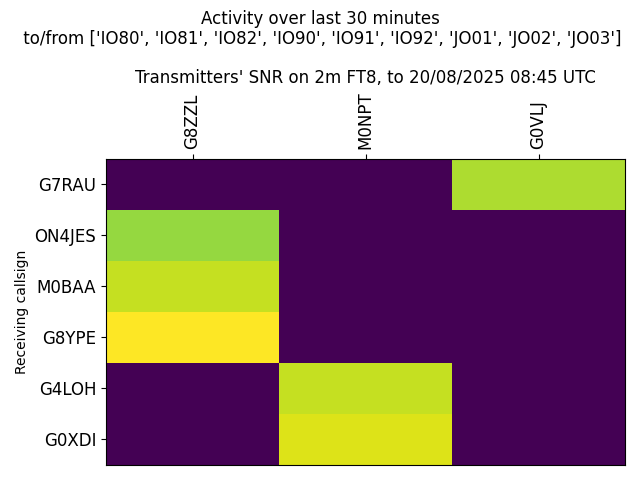 Activity over last 30 minutes
to/from ['IO80', 'IO81', 'IO82', 'IO90', 'IO91', 'IO92', 'JO01', 'JO02', 'JO03']
Transmitters' SNR on 2m FT8, to 20/08/2025 08:45 UTC
G8ZZL
M0NPT
G0VLJ
Receiving callsign
G7RAU
ON4JES
M0BAA
G8YPE
G4LOH
G0XDI